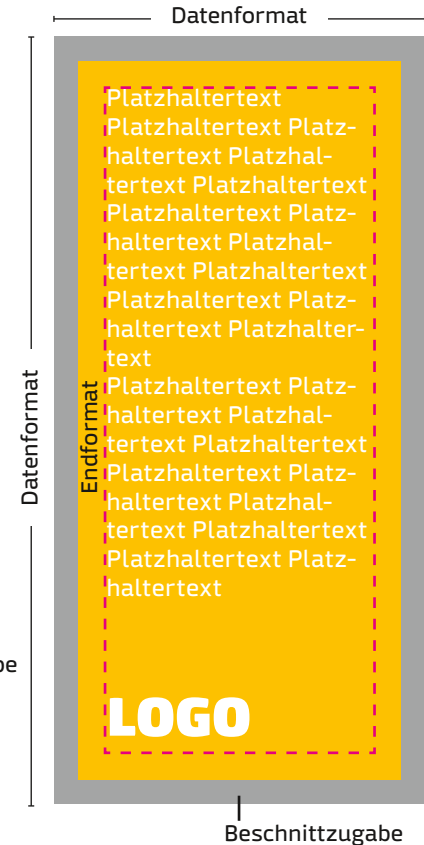 Datenformat
Platzhaltertext
Platzhaltertext Platz-
haltertext Platzhal-
tertext Platzhaltertext
Platzhaltertext Platz-
haltertext Platzhal-
tertext Platzhaltertext
Platzhaltertext Platz-
haltertext Platzhalter-
text
Platzhaltertext Platz-
haltertext Platzhal-
tertext Platzhaltertext
Platzhaltertext Platz-
haltertext Platzhal-
tertext Platzhaltertext
Platzhaltertext Platz-
haltertext
Datenformat
Endformat
LOGO
Beschnittzugabe